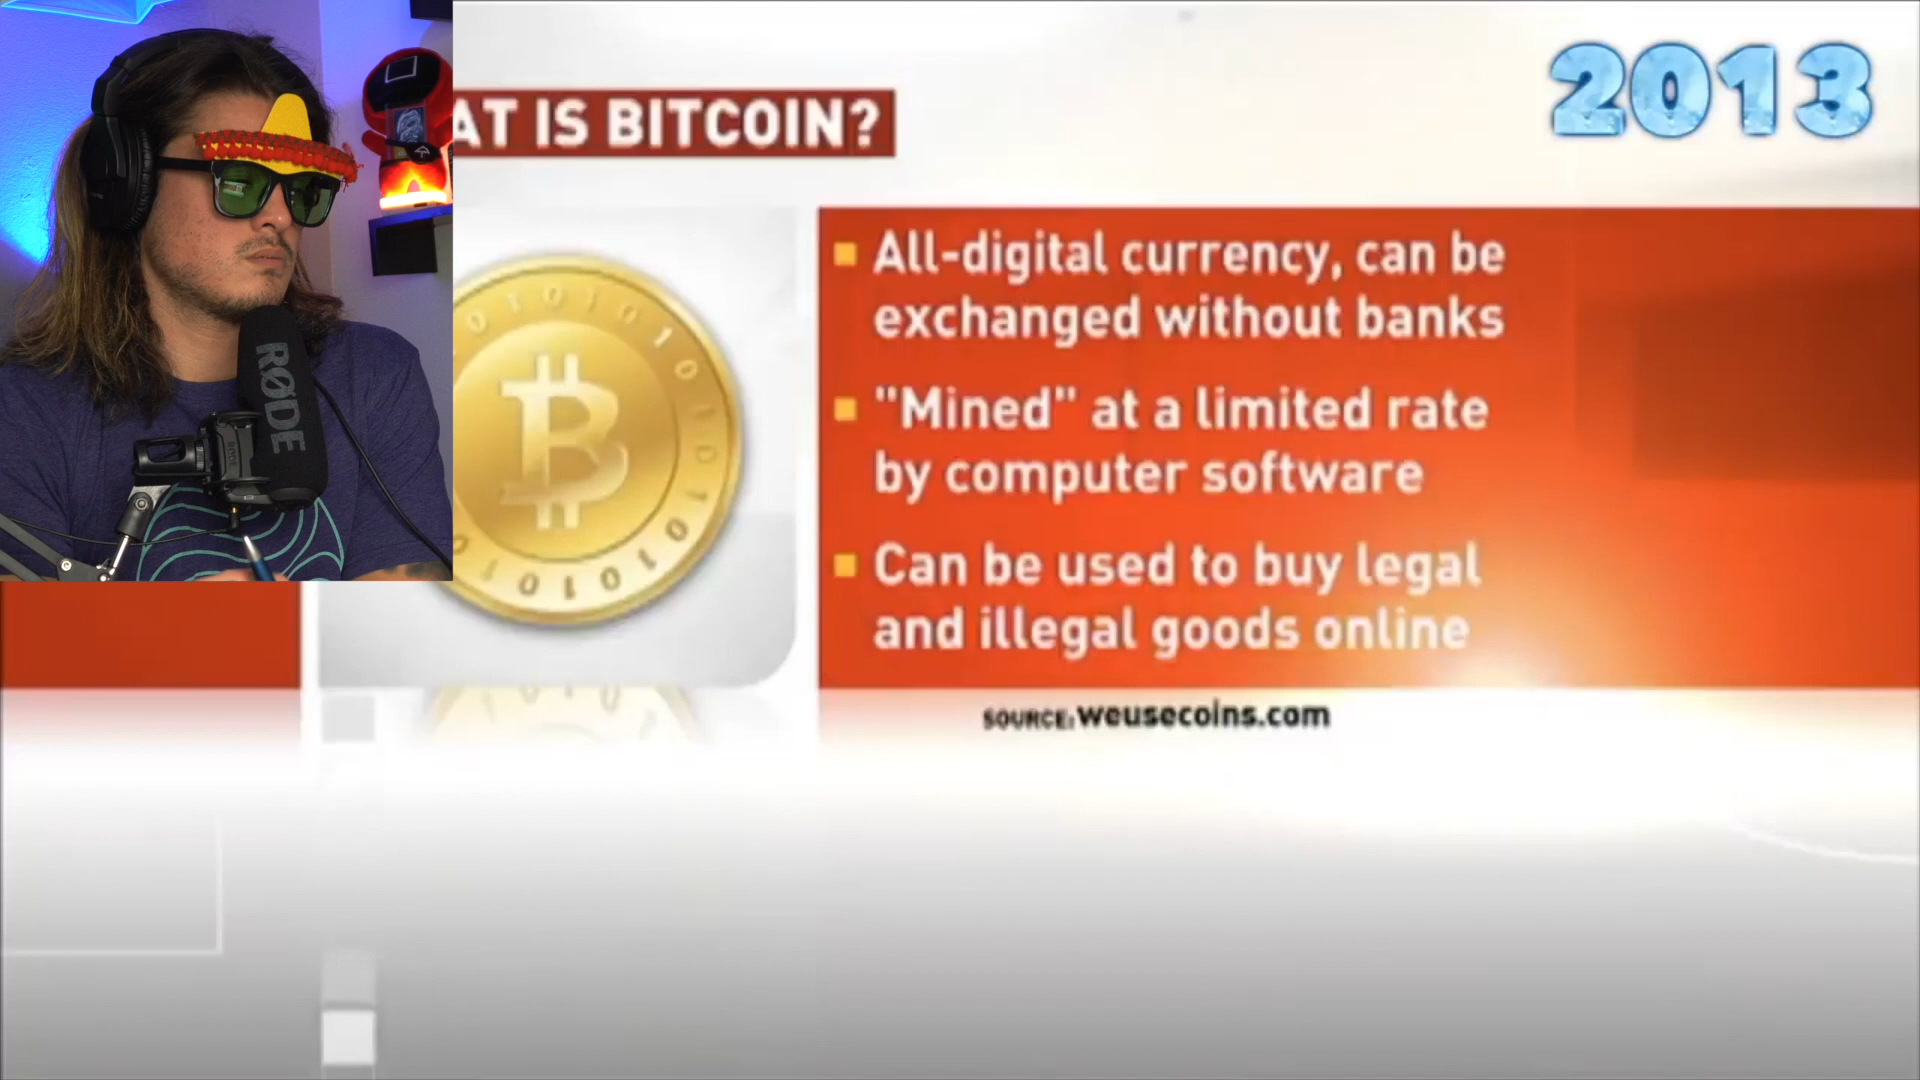 2013
AT IS BITCOIN?
All-digital currency, can be
exchanged without banks
"Mined" at a limited rate
by computer software
Can be used to buy legal
and illegal goods online
SOURCE: weusecoins.com
RØDE